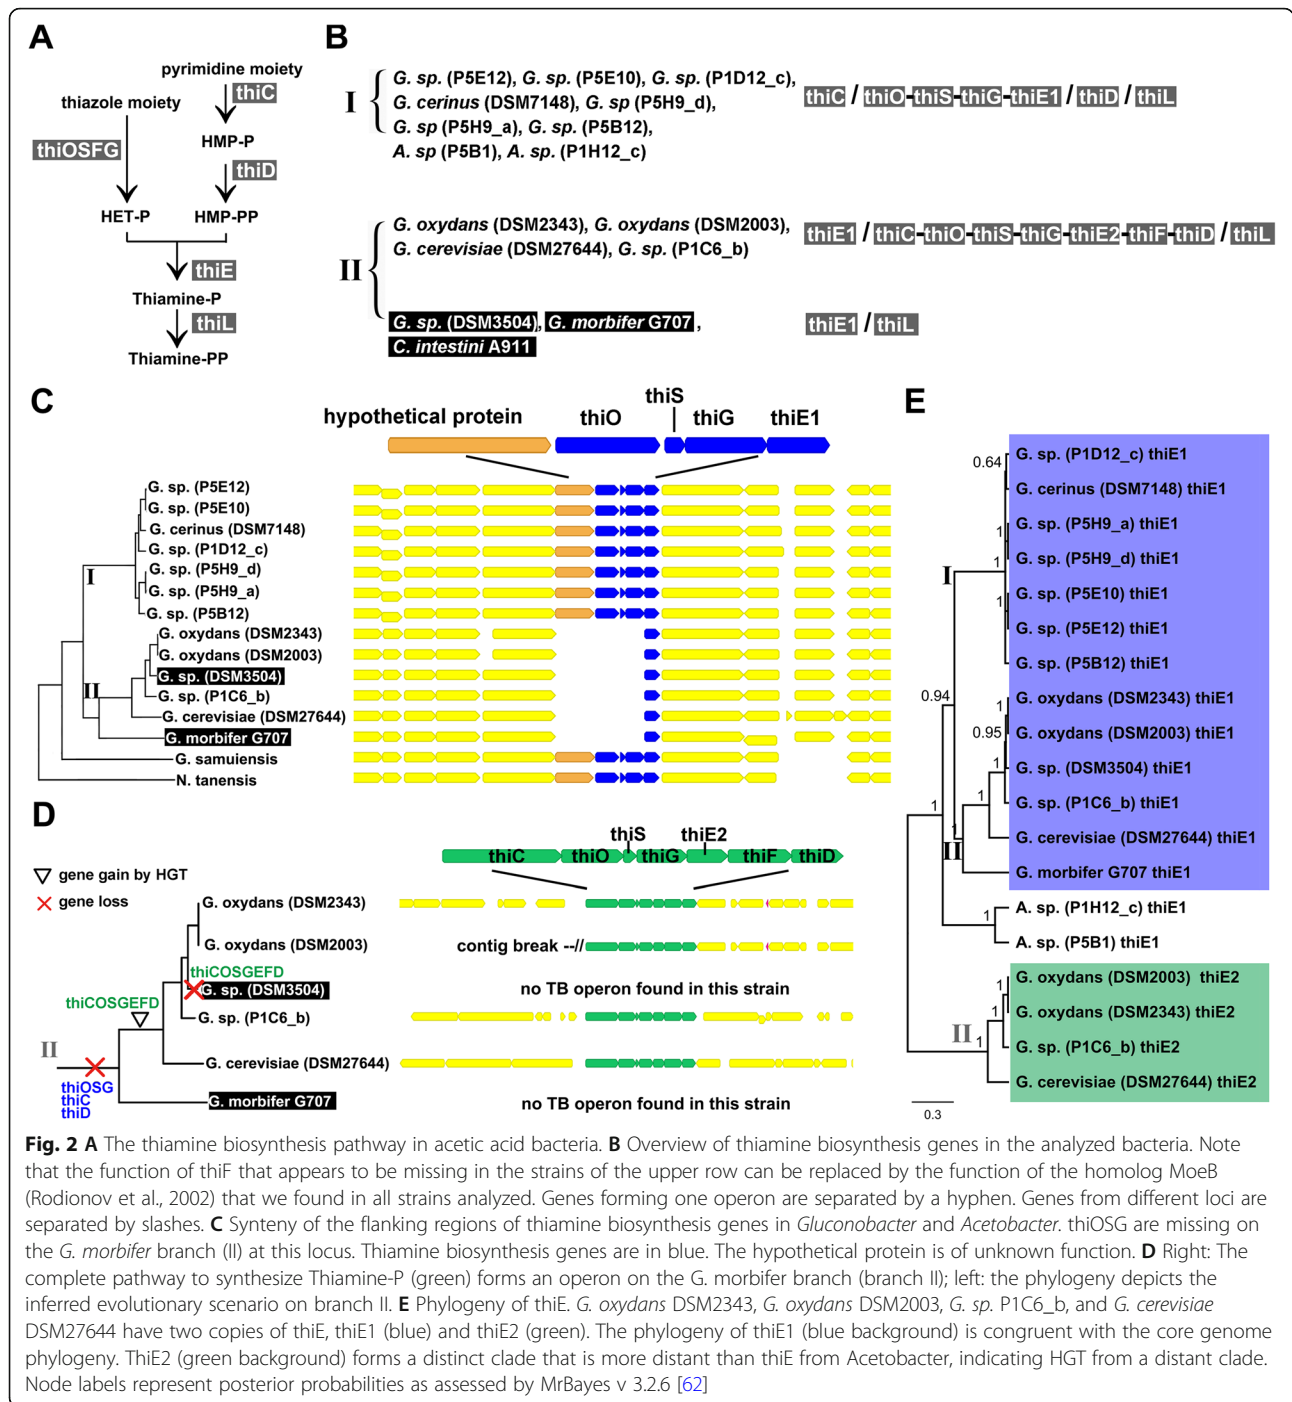 A
pyrimidine moiety
thiazole moiety
thiC
HMP-P
thiOSFG
thiD
HET-P
HMP-PP
thiE
Thiamine-P
thiL
Thiamine-PP
B
I
G. sp. (P5E12), G. sp. (P5E10), G. sp. (P1D12_c),
G. cerinus (DSM7148), G. sp (P5H9_d),
G. sp (P5H9_a), G. sp. (P5B12),
A. sp (P5B1), A. sp. (P1H12_c)
thiC / thiO-thiS-thiG-thiE1 / thiD / thiL
II
G. oxydans (DSM2343), G. oxydans (DSM2003),
G. cerevisiae (DSM27644), G. sp. (P1C6_b)
thiE1 / thiC-thiO-thiS-thiG-thiE2-thiF-thiD / thiL
G. sp. (DSM3504), G. morbifer G707 ,
C. intestini A911
thiE1 / thiL
C
thiS
hypothetical protein thiO thiG thiE1
G. sp. (P5E12)
G. sp. (P5E10)
G. cerinus (DSM7148)
G. sp. (P1D12_c)
G. sp. (P5H9_d)
I
G. sp. (P5H9_a)
G. sp. (P5B12)
G. oxydans (DSM2343)
G. oxydans (DSM2003)
G. sp. (DSM3504)
II
G. sp. (P1C6_b)
G. cerevisiae (DSM27644)
G. morbifer G707
G. samuiensis
N. tanensis
D
thiS thiE2
thiC thiO thiG thiF thiD
gene gain by HGT
gene loss
G. oxydans (DSM2343)
G. oxydans (DSM2003)
contig break --//
thiCOSGEFD
G. sp. (DSM3504)
no TB operon found in this strain
thiCOSGEFD
G. sp. (P1C6_b)
II
G. cerevisiae (DSM27644)
thiOSG
thiC
thiD
G. morbifer G707
no TB operon found in this strain
E
G. sp. (P1D12_c) thiE1
0.64
G. cerinus (DSM7148) thiE1
G. sp. (P5H9_a) thiE1
1
G. sp. (P5H9_d) thiE1
1
I
G. sp. (P5E10) thiE1
1
G. sp. (P5E12) thiE1
G. sp. (P5B12) thiE1
0.94
G. oxydans (DSM2343) thiE1
1
0.95
G. oxydans (DSM2003) thiE1
G. sp. (DSM3504) thiE1
1
G. sp. (P1C6_b) thiE1
1
1
G. cerevisiae (DSM27644) thiE1
1
II
G. morbifer G707 thiE1
A. sp. (P1H12_c) thiE1
1
A. sp. (P5B1) thiE1
G. oxydans (DSM2003) thiE2
1
G. oxydans (DSM2343) thiE2
1
II
G. sp. (P1C6_b) thiE2
1
G. cerevisiae (DSM27644) thiE2
0.3
Fig. 2 A The thiamine biosynthesis pathway in acetic acid bacteria. B Overview of thiamine biosynthesis genes in the analyzed bacteria. Note
that the function of thiF that appears to be missing in the strains of the upper row can be replaced by the function of the homolog MoeB
(Rodionov et al., 2002) that we found in all strains analyzed. Genes forming one operon are separated by a hyphen. Genes from different loci are
separated by slashes. C Synteny of the flanking regions of thiamine biosynthesis genes in Gluconobacter and Acetobacter. thiOSG are missing on
the G. morbifer branch (II) at this locus. Thiamine biosynthesis genes are in blue. The hypothetical protein is of unknown function. D Right: The
complete pathway to synthesize Thiamine-P (green) forms an operon on the G. morbifer branch (branch II); left: the phylogeny depicts the
inferred evolutionary scenario on branch II. E Phylogeny of thiE. G. oxydans DSM2343, G. oxydans DSM2003, G. sp. P1C6_b, and G. cerevisiae
DSM27644 have two copies of thiE, thiE1 (blue) and thiE2 (green). The phylogeny of thiE1 (blue background) is congruent with the core genome
phylogeny. ThiE2 (green background) forms a distinct clade that is more distant than thiE from Acetobacter, indicating HGT from a distant clade.
Node labels represent posterior probabilities as assessed by MrBayes v 3.2.6 [62]